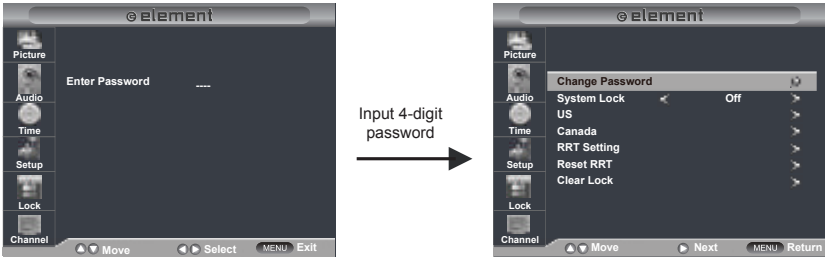 element
Picture
Audio
Time
Setup
Lock
Channel
Enter Password ----
Move Select MENU Exit
Input 4-digit
password
element
Picture
Audio
Time
Setup
Lock
Channel
Change Password
System Lock Off
US
Canada
RRT Setting
Reset RRT
Clear Lock
Move Next MENU Return